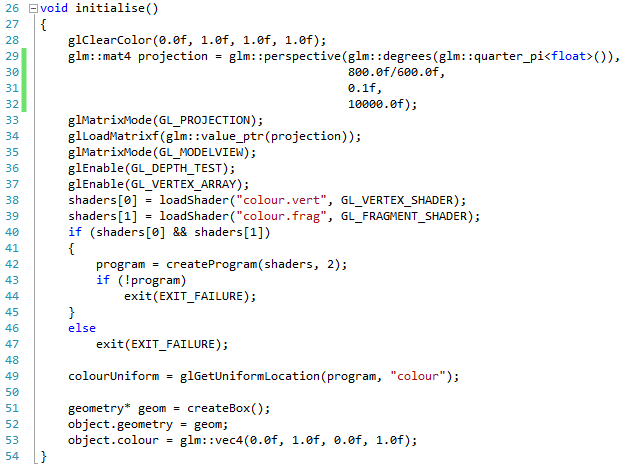 26 void initialise()
27 {
28     glClearColor(0.0f, 1.0f, 1.0f, 1.0f);
29     glm::mat4 projection = glm::perspective(glm::degrees(glm::quarter_pi<float>()),
30                                             800.0f/600.0f,
31                                             0.1f,
32                                             10000.0f);
33     glMatrixMode(GL_PROJECTION);
34     glLoadMatrixf(glm::value_ptr(projection));
35     glMatrixMode(GL_MODELVIEW);
36     glEnable(GL_DEPTH_TEST);
37     glEnable(GL_VERTEX_ARRAY);
38     shaders[0] = loadShader("colour.vert", GL_VERTEX_SHADER);
39     shaders[1] = loadShader("colour.frag", GL_FRAGMENT_SHADER);
40     if (shaders[0] && shaders[1])
41     {
42         program = createProgram(shaders, 2);
43         if (!program)
44             exit(EXIT_FAILURE);
45     }
46     else
47         exit(EXIT_FAILURE);
48
49     colourUniform = glGetUniformLocation(program, "colour");
50
51     geometry* geom = createBox();
52     object.geometry = geom;
53     object.colour = glm::vec4(0.0f, 1.0f, 0.0f, 1.0f);
54 }